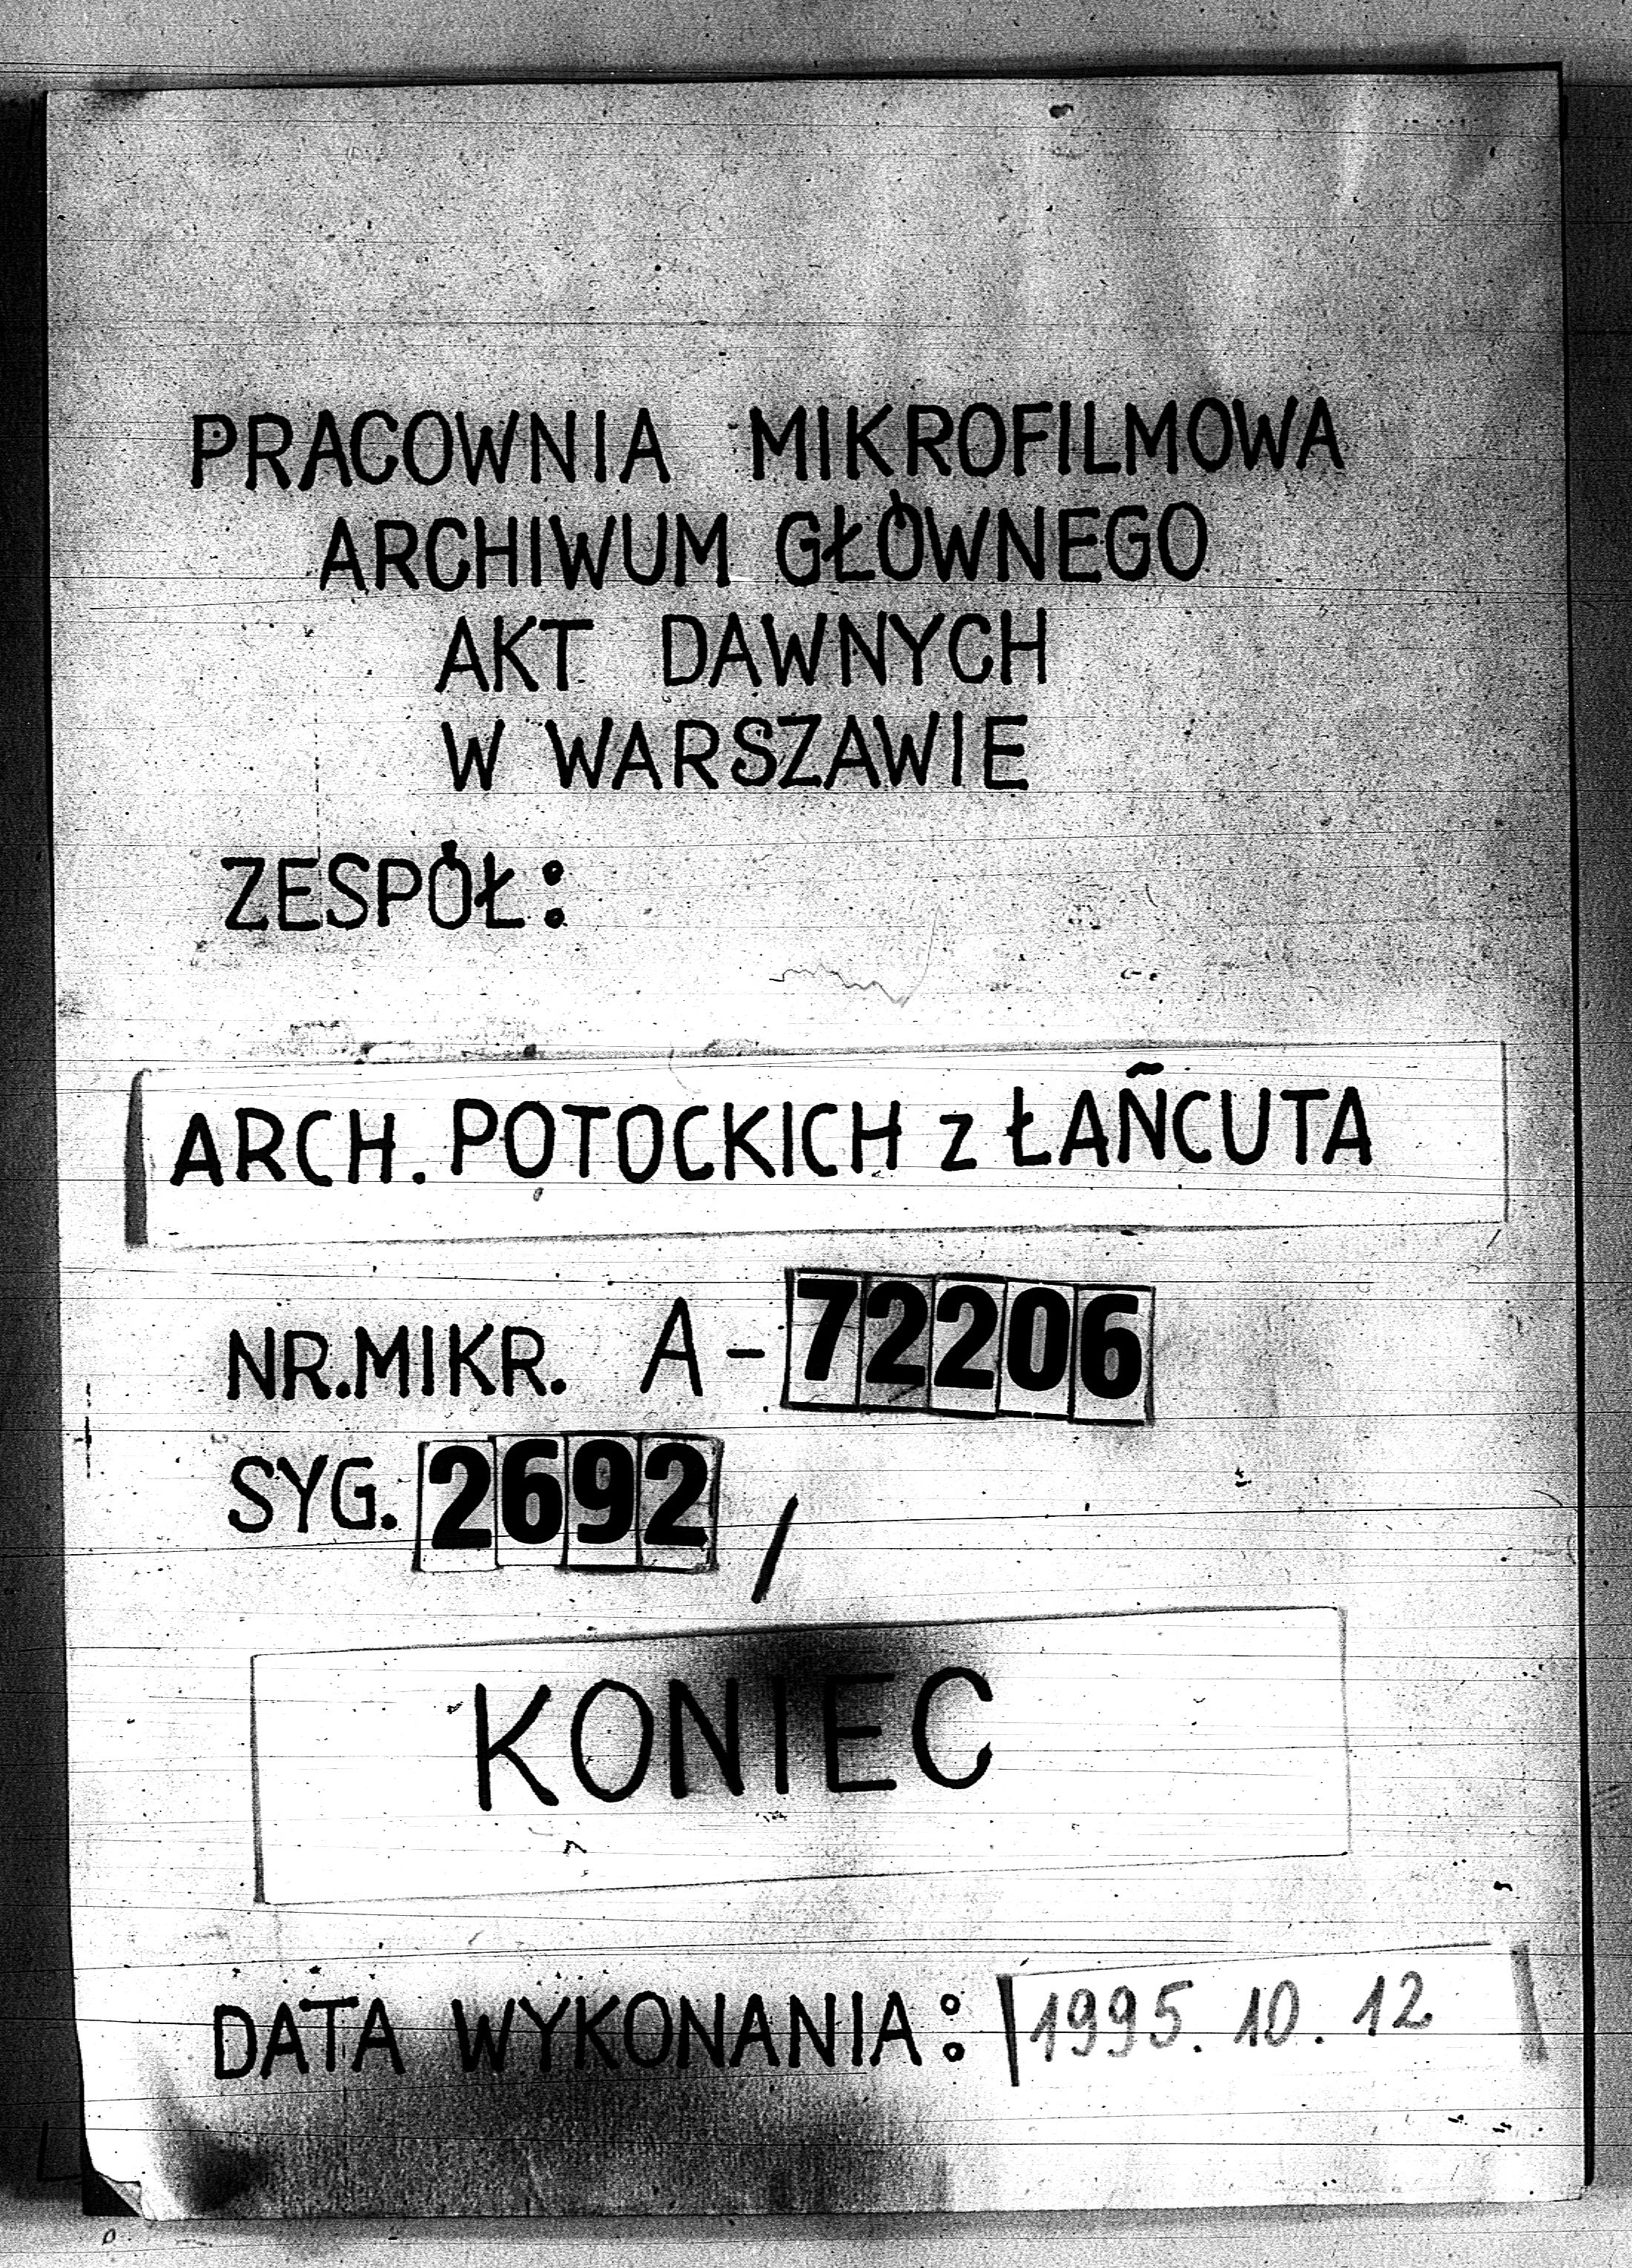 PRACOWNIA MIKROFILMOWA
ARCHIWUM GŁÓWNEGO
AKT DAWNYCH
W WARSZAWIE
ZESPÓŁ:
ARCH. POTOCKICH z ŁAŃCUTA
NR.MIKR. A-72206
SYG. 2692 /
KONIEC
DATA WYKONANIA: 1995. 10. 12